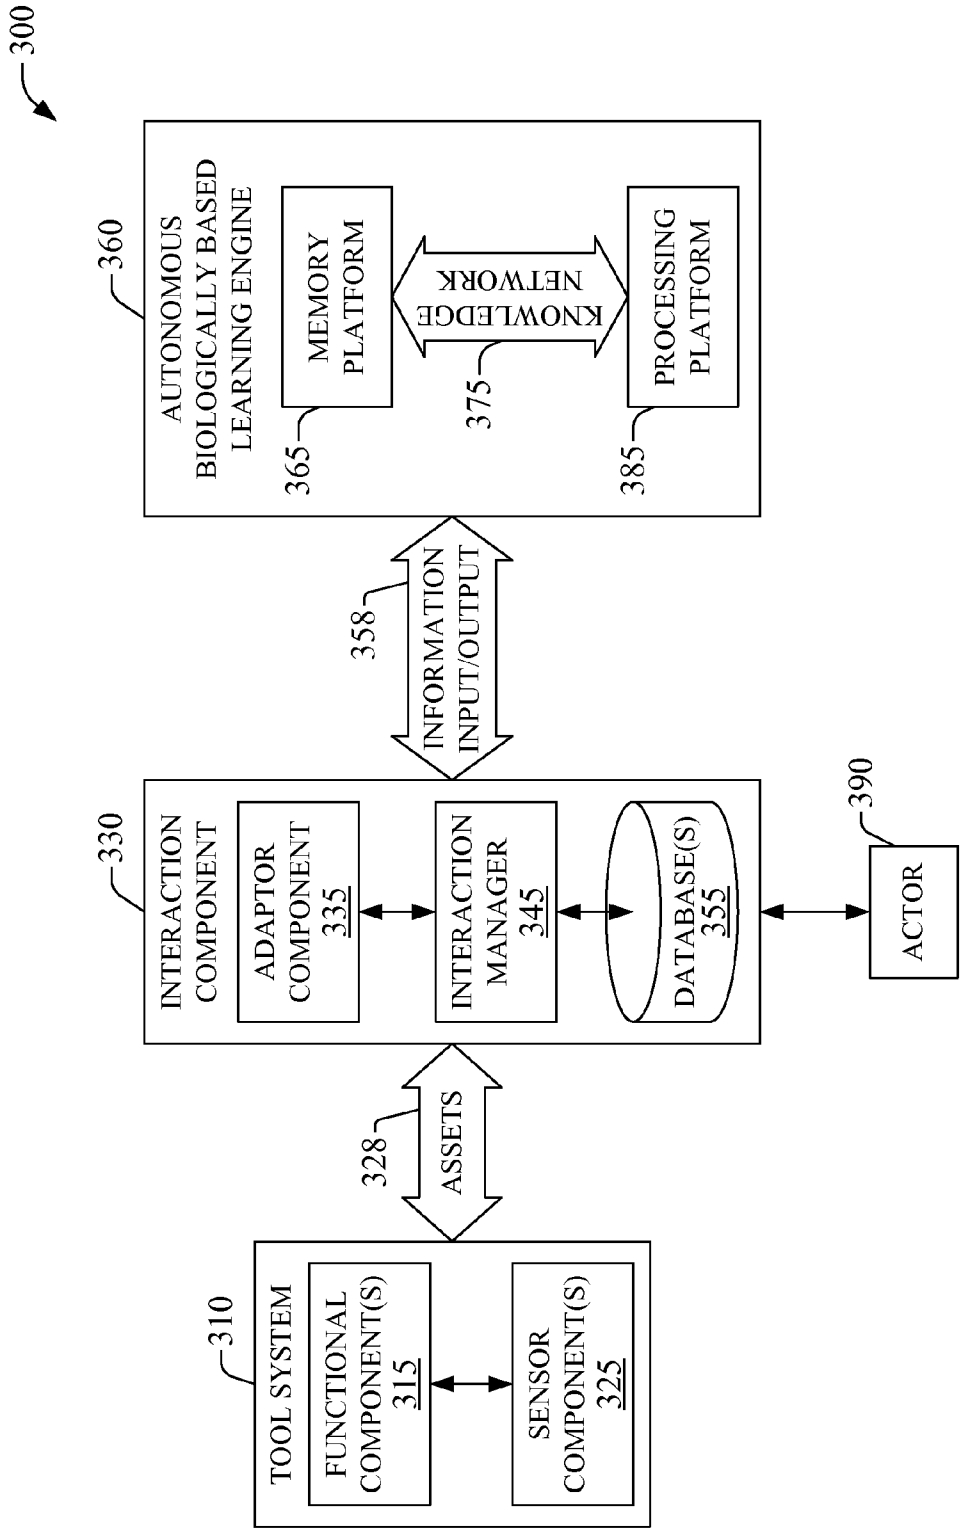 300
310
TOOL SYSTEM
FUNCTIONAL
COMPONENT(S)
315
SENSOR
COMPONENT(S)
325
328
ASSETS
330
INTERACTION
COMPONENT
ADAPTOR
COMPONENT
335
INTERACTION
MANAGER
345
DATABASE(S)
355
390
ACTOR
358
INFORMATION
INPUT/OUTPUT
360
AUTONOMOUS
BIOLOGICALLY BASED
LEARNING ENGINE
365
MEMORY
PLATFORM
375
KNOWLEDGE
NETWORK
385
PROCESSING
PLATFORM